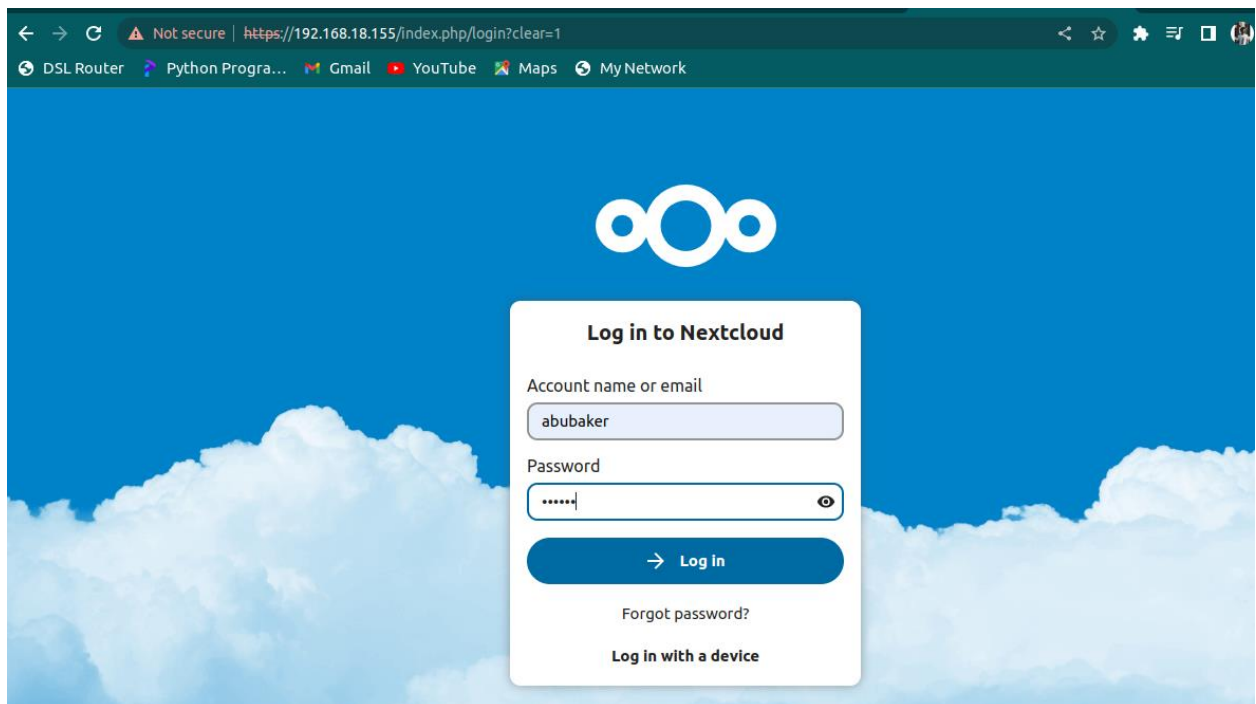 Not secure | https://192.168.18.155/index.php/login?clear=1
DSL Router Python Progra... Gmail YouTube Maps My Network
Log in to Nextcloud
Account name or email
abubaker
Password
••••••
Log in
Forgot password?
Log in with a device